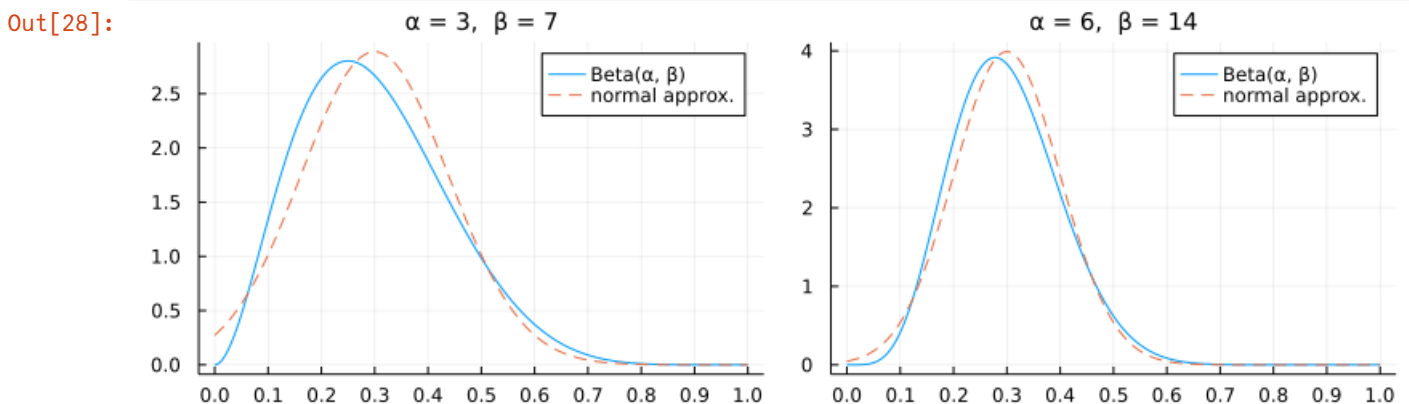 Out[28]:
α = 3, β = 7
Beta(α, β)
normal approx.
2.5
2.0
1.5
1.0
0.5
0.0
0.0 0.1 0.2 0.3 0.4 0.5 0.6 0.7 0.8 0.9 1.0
α = 6, β = 14
Beta(α, β)
normal approx.
4
3
2
1
0
0.0 0.1 0.2 0.3 0.4 0.5 0.6 0.7 0.8 0.9 1.0